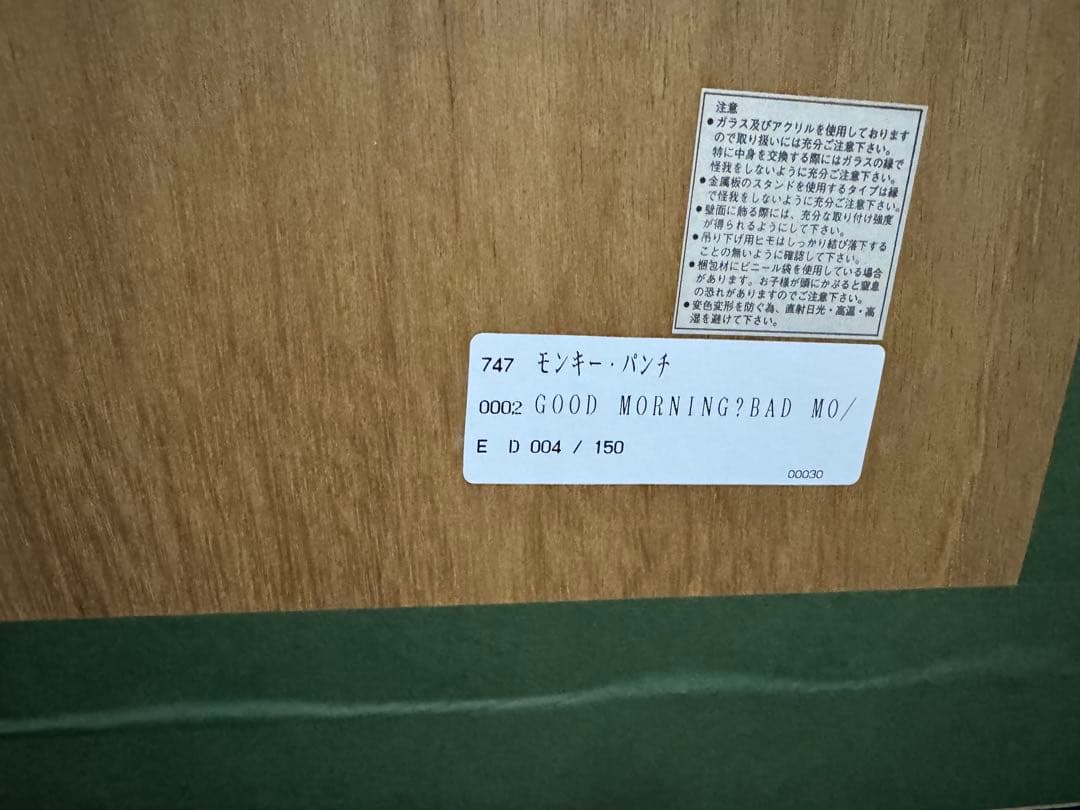 注意
●ガラス及びアクリルを使用しております
ので取り扱いには充分ご注意下さい。
特に中身を交換する際にはガラスの縁で
怪我をしないように充分ご注意下さい。
●金属板のスタンドを使用するタイプは縁
で怪我をしないように充分ご注意下さい。
●壁面に飾る際には、充分な取り付け強度
が得られるようにして下さい。
●吊り下げ用ヒモはしっかり結び落下する
ことの無いように確認して下さい。
●梱包材にビニール袋を使用している場合
があります。お子様が頭にかぶると窒息
の恐れがありますのでご注意下さい。
●変色変形を防ぐ為、直射日光・高温・高
湿を避けて下さい。
747 モンキー・パンチ
0002 GOOD MORNING?BAD MO/
E D 004 / 150
00030